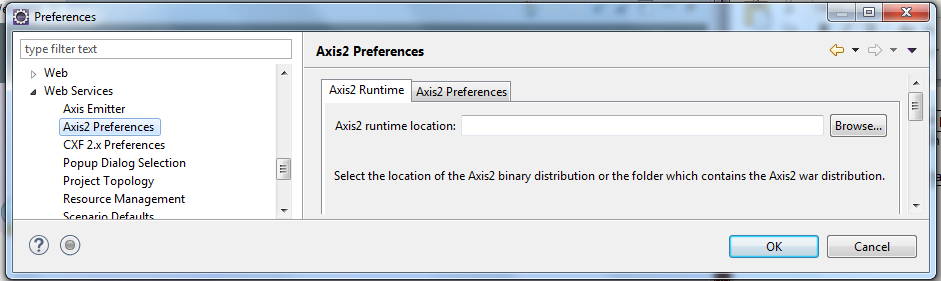 Preferences
type filter text
Web
Web Services
Axis Emitter
Axis2 Preferences
CXF 2.x Preferences
Popup Dialog Selection
Project Topology
Resource Management
Scenario Defaults
Axis2 Preferences
Axis2 Runtime
Axis2 Preferences
Axis2 runtime location:
Browse...
Select the location of the Axis2 binary distribution or the folder which contains the Axis2 war distribution.
OK
Cancel